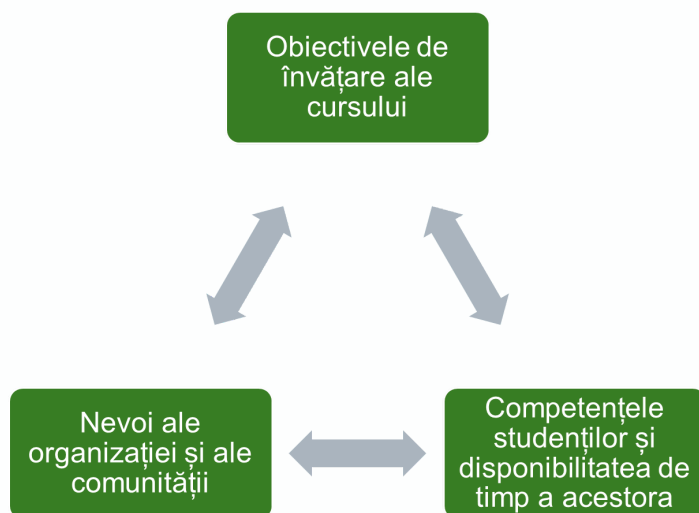 Obiectivele de
învățare ale
cursului
Nevoi ale
organizației și ale
comunității
Competențele
studenților și
disponibilitatea de
timp a acestora